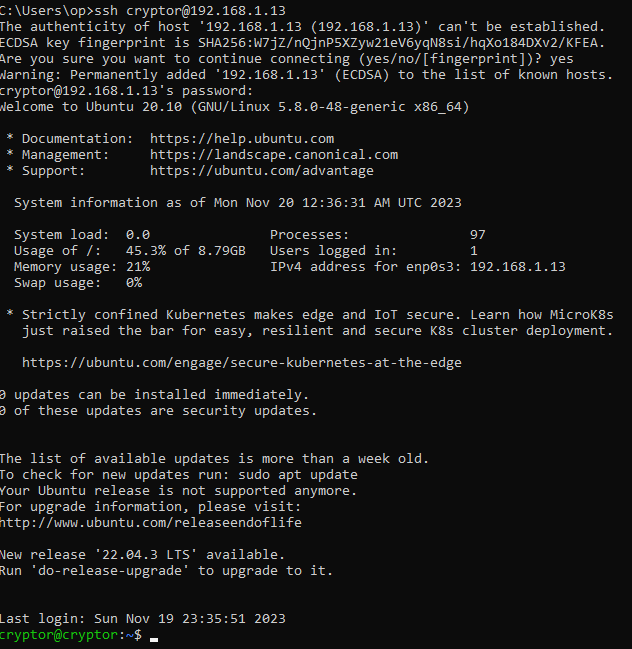 C:\Users\op>ssh cryptor@192.168.1.13
The authenticity of host '192.168.1.13 (192.168.1.13)' can't be established.
ECDSA key fingerprint is SHA256:W7jZ/nQjnP5XZyw21eV6yqN8si/hqXo184DXv2/KFEA.
Are you sure you want to continue connecting (yes/no/[fingerprint])? yes
Warning: Permanently added '192.168.1.13' (ECDSA) to the list of known hosts.
cryptor@192.168.1.13's password:
Welcome to Ubuntu 20.10 (GNU/Linux 5.8.0-48-generic x86_64)

 * Documentation:  https://help.ubuntu.com
 * Management:     https://landscape.canonical.com
 * Support:        https://ubuntu.com/advantage

  System information as of Mon Nov 20 12:36:31 AM UTC 2023

  System load:  0.0               Processes:               97
  Usage of /:   45.3% of 8.79GB   Users logged in:         1
  Memory usage: 21%               IPv4 address for enp0s3: 192.168.1.13
  Swap usage:   0%

 * Strictly confined Kubernetes makes edge and IoT secure. Learn how MicroK8s
   just raised the bar for easy, resilient and secure K8s cluster deployment.

   https://ubuntu.com/engage/secure-kubernetes-at-the-edge

0 updates can be installed immediately.
0 of these updates are security updates.


The list of available updates is more than a week old.
To check for new updates run: sudo apt update
Your Ubuntu release is not supported anymore.
For upgrade information, please visit:
http://www.ubuntu.com/releaseendoflife

New release '22.04.3 LTS' available.
Run 'do-release-upgrade' to upgrade to it.


Last login: Sun Nov 19 23:35:51 2023
cryptor@cryptor:~$